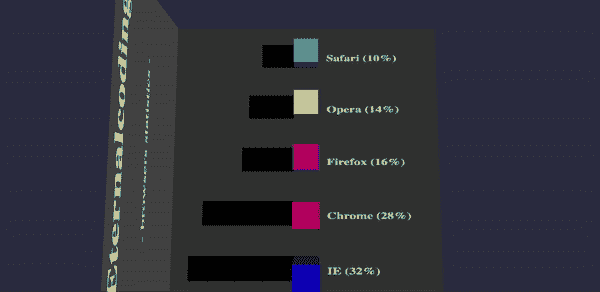 Eternalcoding
Safari (10%)
Opera (14%)
Firefox (16%)
Chrome (28%)
IE (32%)